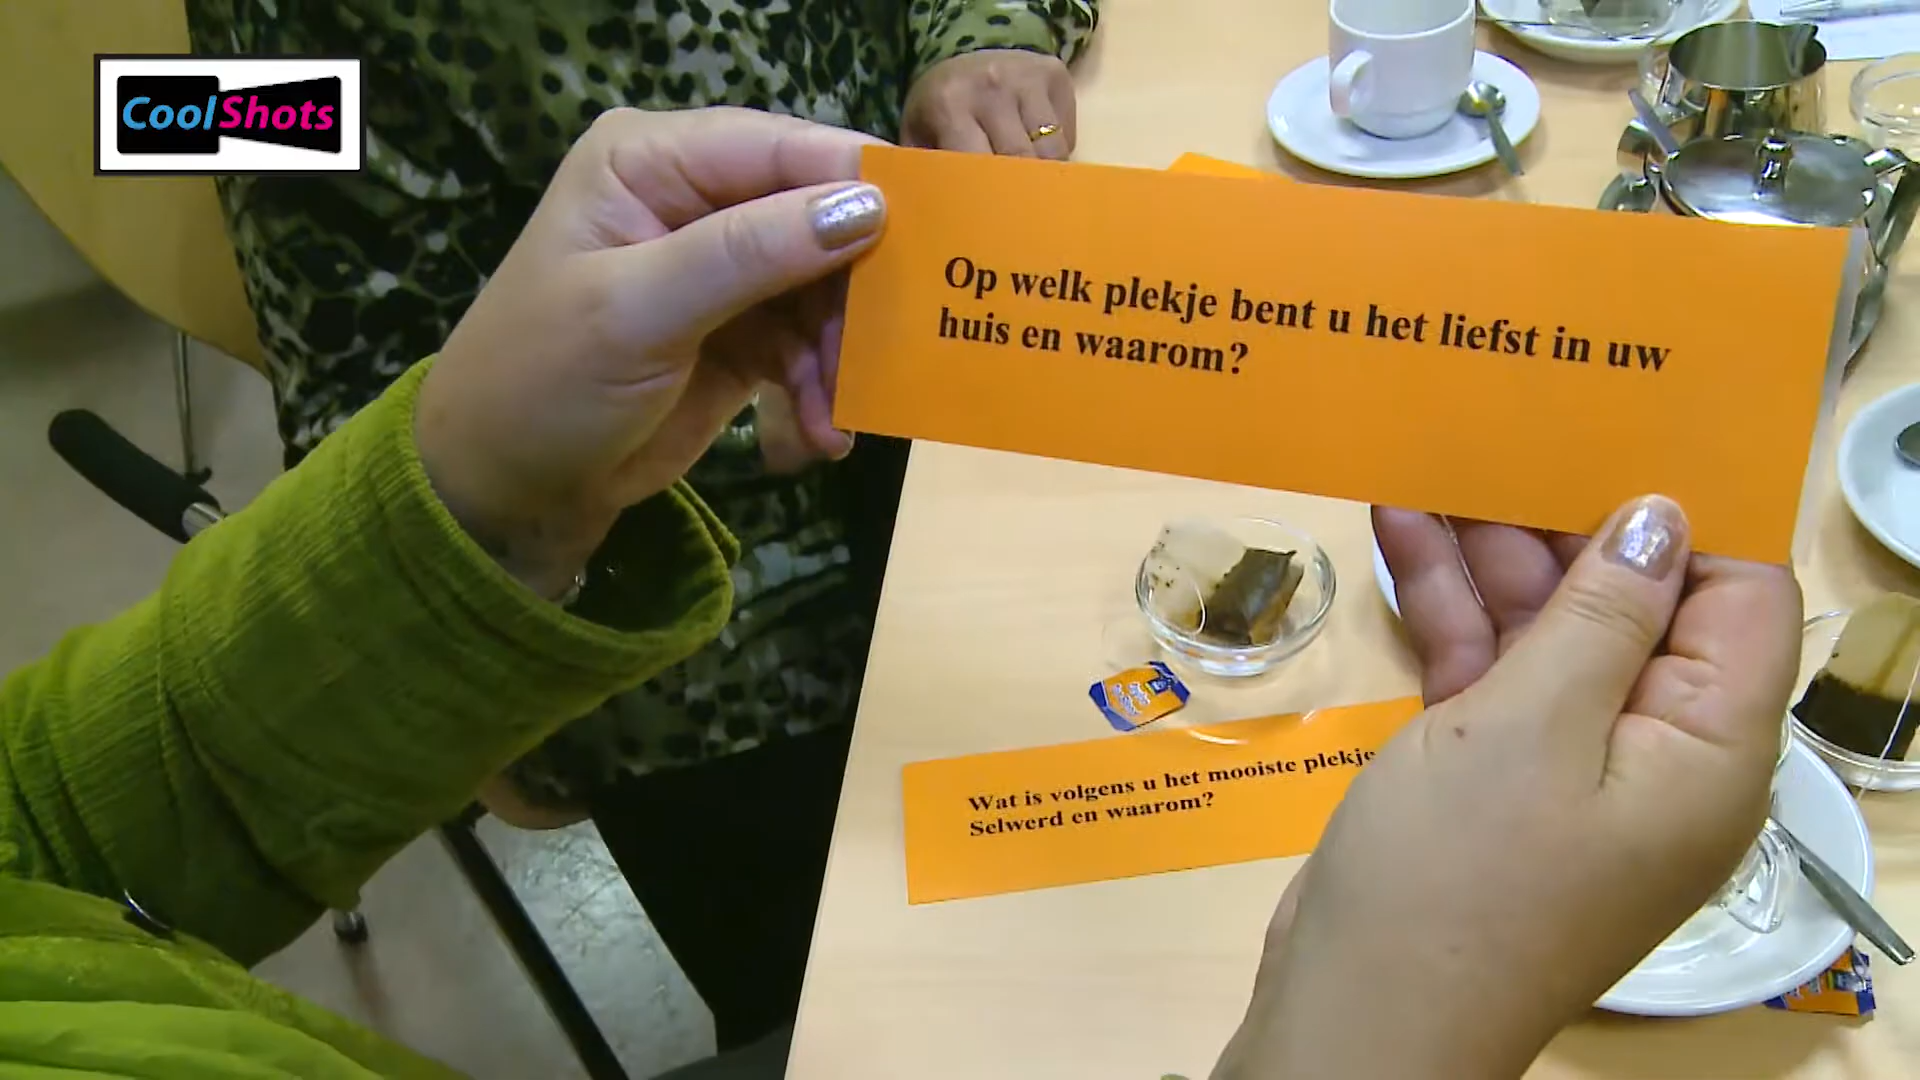 CoolShots
Op welk plekje bent u het liefst in uw
huis en waarom?
Wat is volgens u het mooiste plekje
Selwerd en waarom?